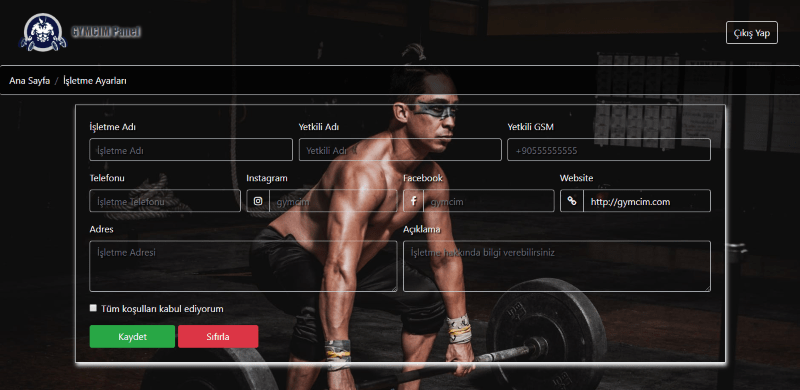 GYMCIM Panel
Çıkış Yap
Ana Sayfa / İşletme Ayarları
İşletme Adı Yetkili Adı Yetkili GSM
İşletme Adı Yetkili Adı +90555555555
Telefonu Instagram Facebook Website
İşletme Telefonu gymcim gymcim http://gymcim.com
Adres Açıklama
İşletme Adresi İşletme hakkında bilgi verebilirsiniz
Tüm koşulları kabul ediyorum
Kaydet Sıfırla